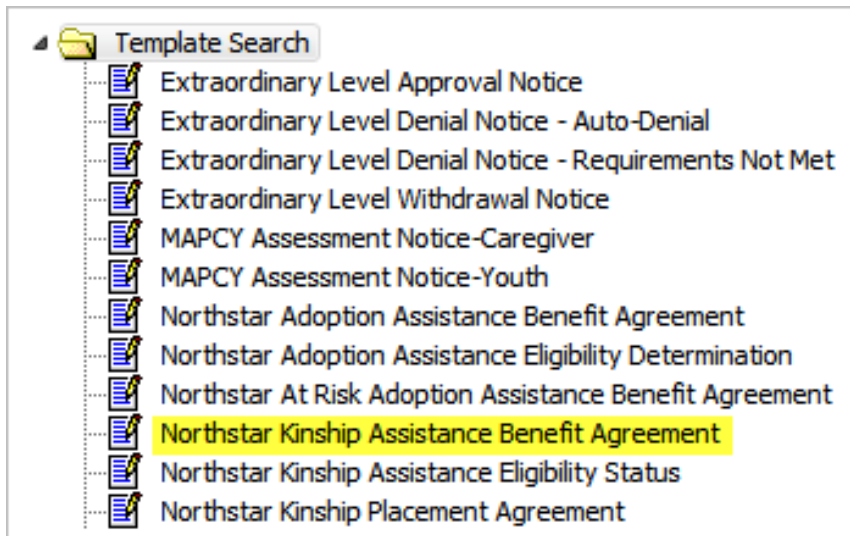 Template Search
Extraordinary Level Approval Notice
Extraordinary Level Denial Notice - Auto-Denial
Extraordinary Level Denial Notice - Requirements Not Met
Extraordinary Level Withdrawal Notice
MAPCY Assessment Notice-Caregiver
MAPCY Assessment Notice-Youth
Northstar Adoption Assistance Benefit Agreement
Northstar Adoption Assistance Eligibility Determination
Northstar At Risk Adoption Assistance Benefit Agreement
Northstar Kinship Assistance Benefit Agreement
Northstar Kinship Assistance Eligibility Status
Northstar Kinship Placement Agreement